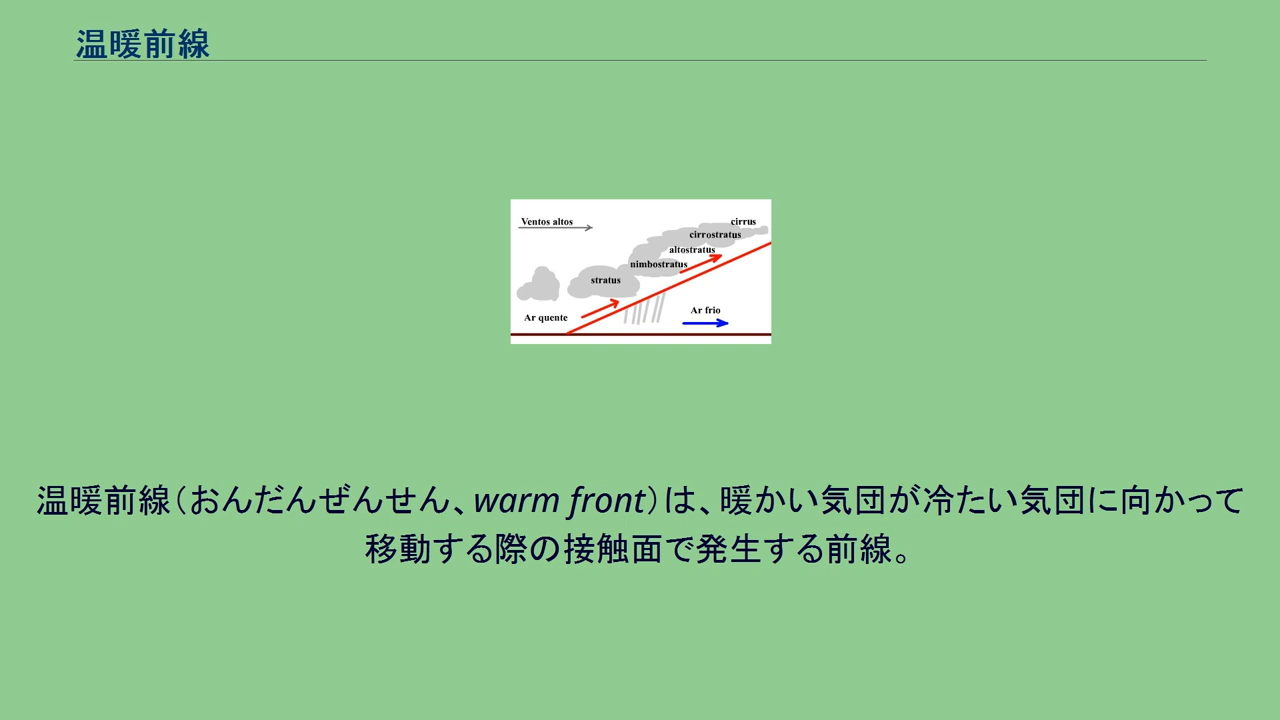 温暖前線
Ventos altos
cirrus
cirrostratus
altostratus
nimbostratus
stratus
Ar quente
Ar frio
温暖前線（おんだんぜんせん、warm front）は、暖かい気団が冷たい気団に向かって
移動する際の接触面で発生する前線。